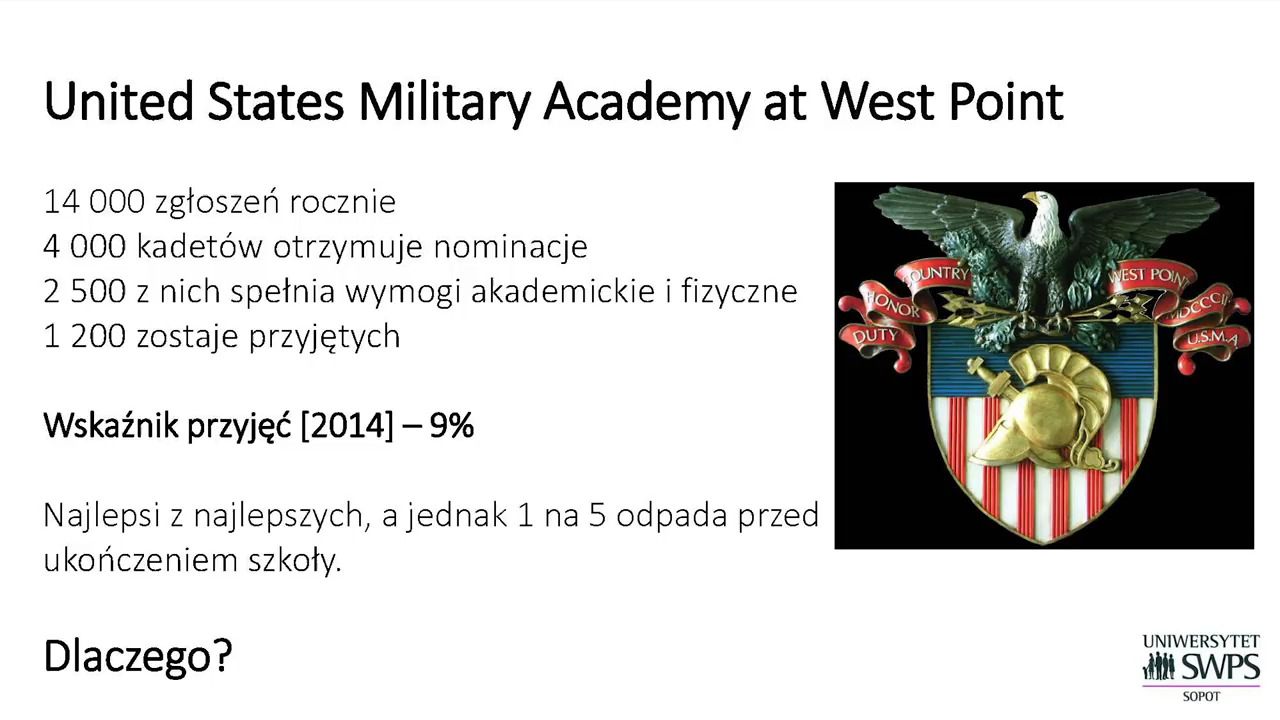 United States Military Academy at West Point
14 000 zgłoszeń rocznie
4 000 kadetów otrzymuje nominacje
2 500 z nich spełnia wymogi akademickie i fizyczne
1 200 zostaje przyjętych
Wskaźnik przyjęć [2014] – 9%
Najlepsi z najlepszych, a jednak 1 na 5 odpada przed
ukończeniem szkoły.
Dlaczego?
DUTY
HONOR
COUNTRY
WEST POINT
MDCCCII
U.S.M.A.
UNIWERSYTET
SWPS
SOPOT